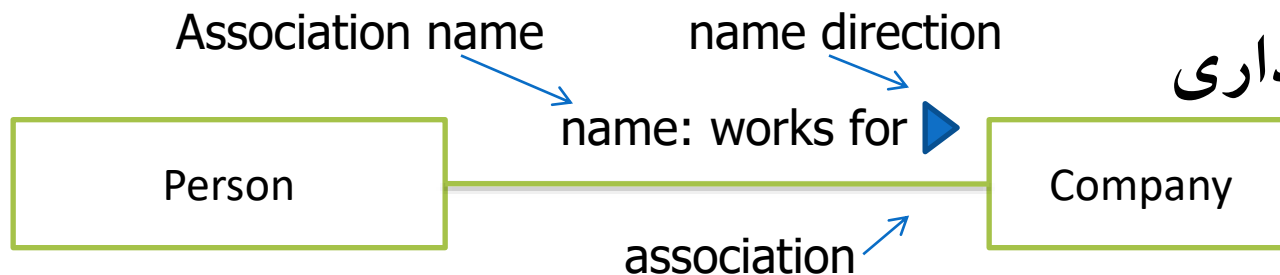 Association name
name direction
name: works for
Person
Company
association